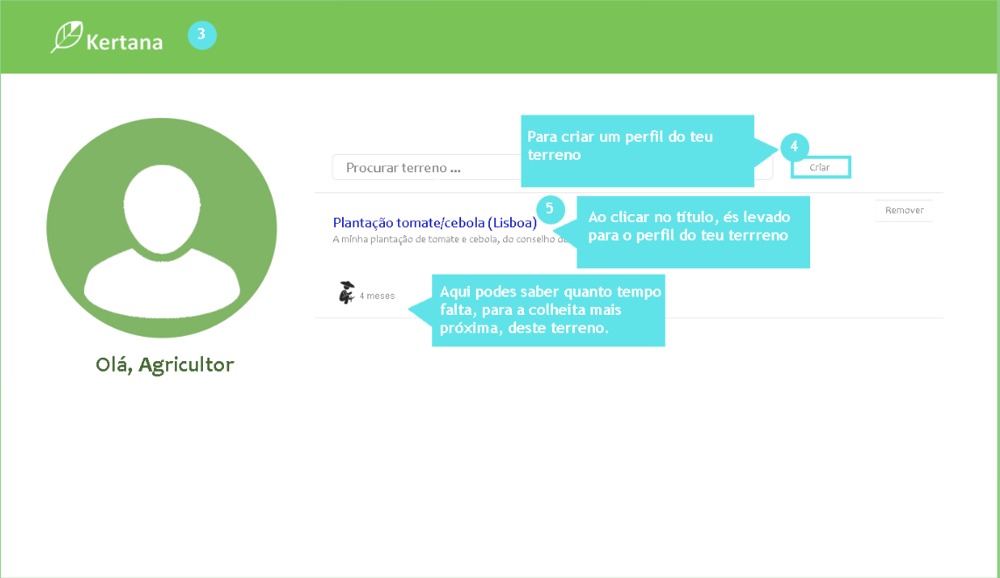 Kertana
3
Para criar um perfil do teu
terreno
4
Procurar terreno ...
Criar
5
Remover
Plantação tomate/cebola (Lisboa)
A minha plantação de tomate e cebola, do conselho
Ao clicar no título, és levado
para o perfil do teu terrreno
4 meses
Aqui podes saber quanto tempo
falta, para a colheita mais
próxima, deste terreno.
Olá, Agricultor